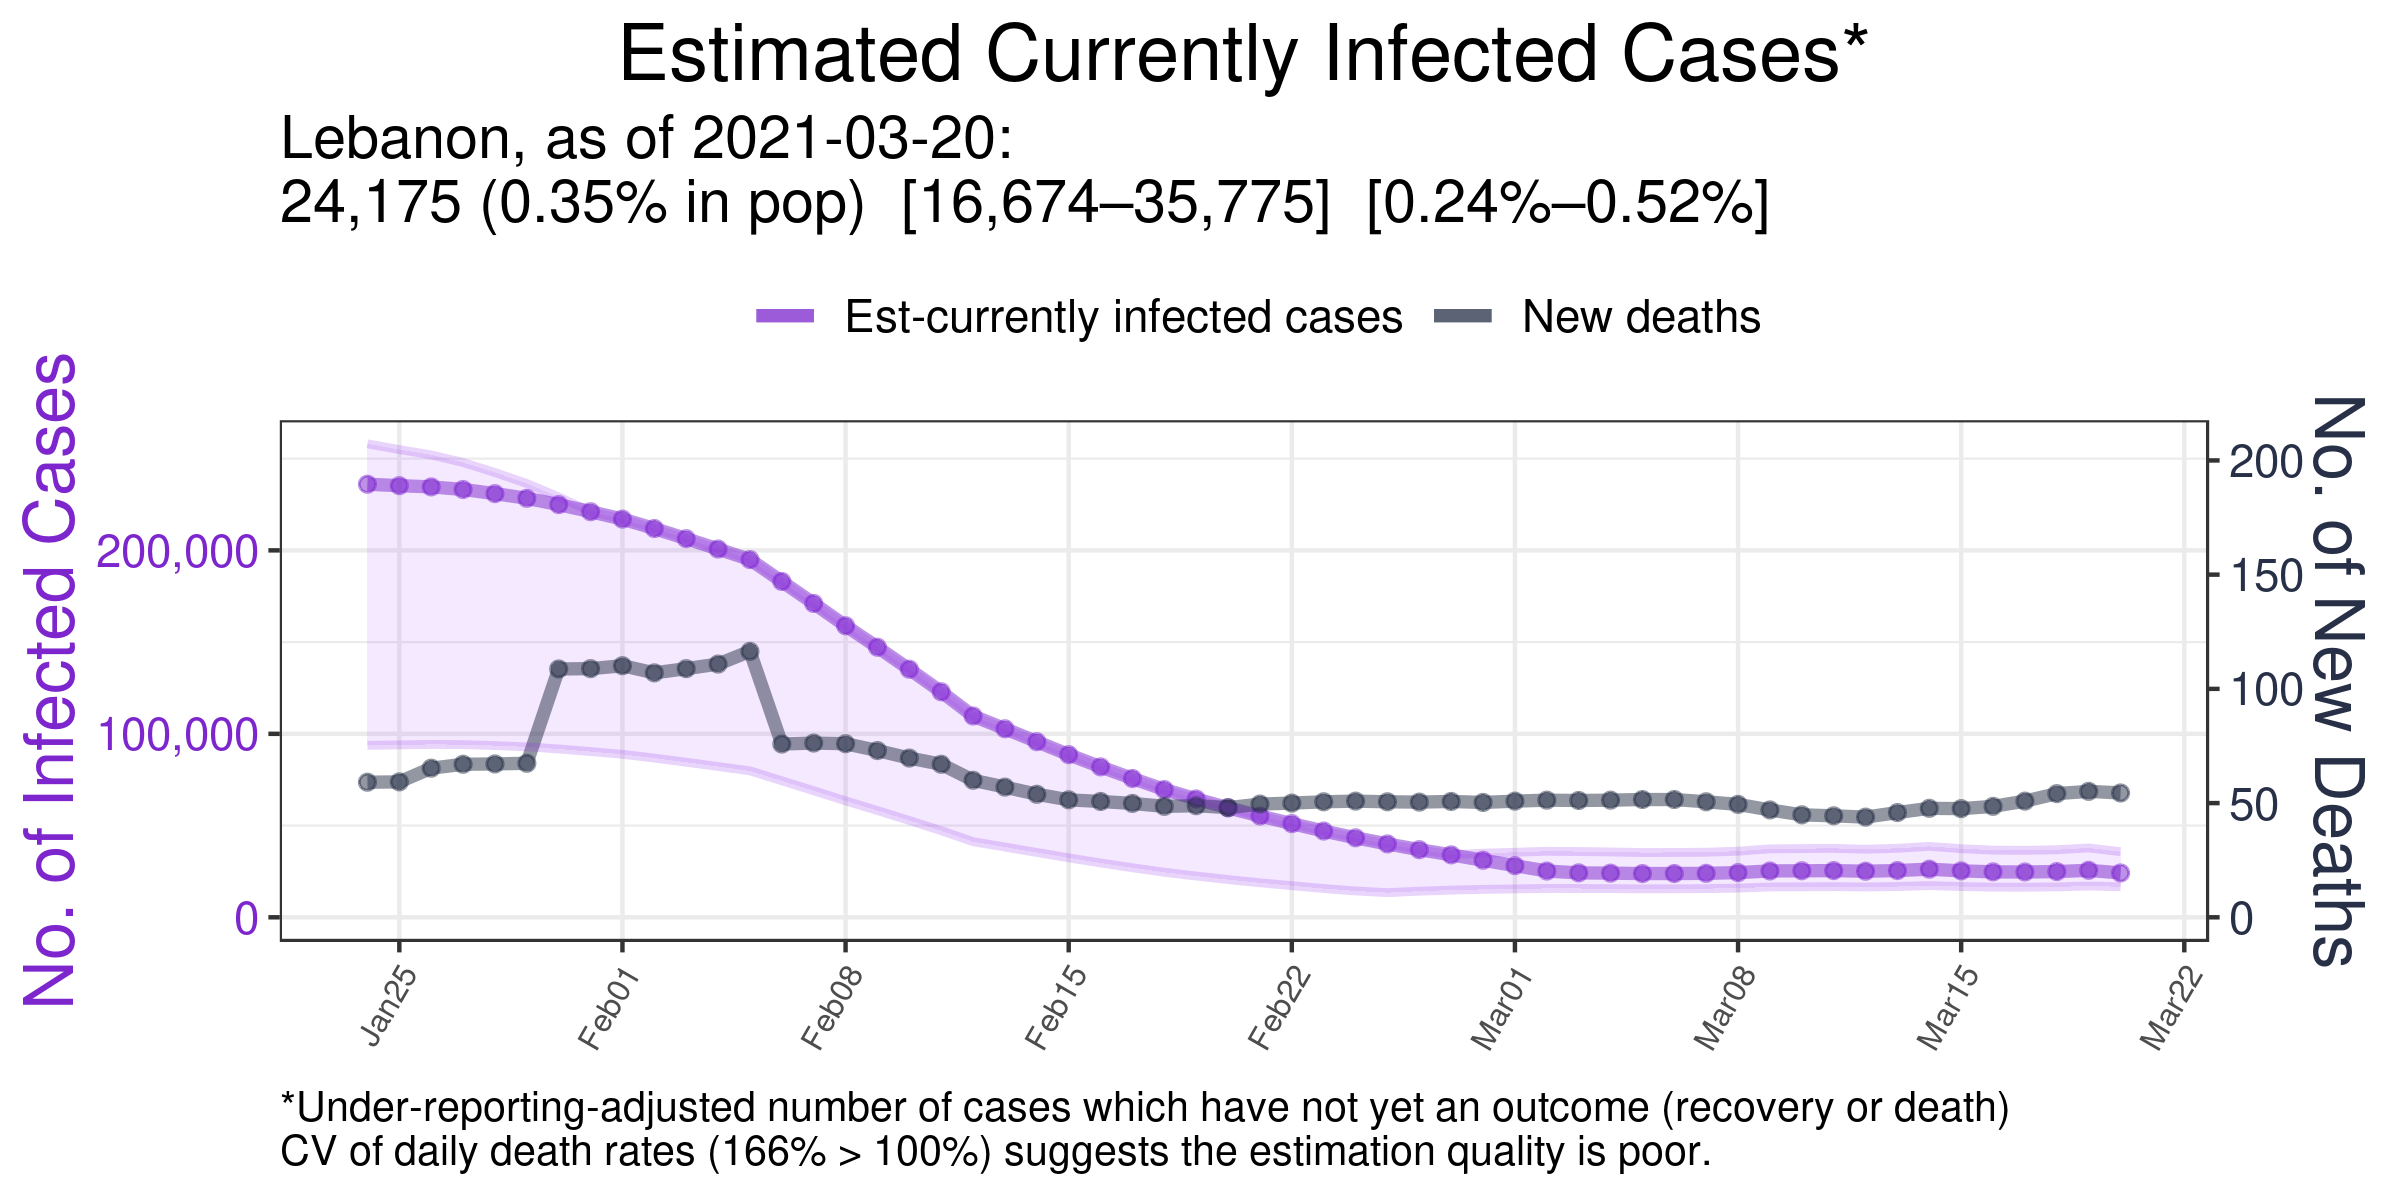 Estimated Currently Infected Cases*
Lebanon, as of 2021-03-20:
24,175 (0.35% in pop)  [16,674–35,775]  [0.24%–0.52%]
Est-currently infected cases
New deaths
No. of Infected Cases
200,000
100,000
0
No. of New Deaths
200
150
100
50
0
Jan25
Feb01
Feb08
Feb15
Feb22
Mar01
Mar08
Mar15
Mar22
*Under-reporting-adjusted number of cases which have not yet an outcome (recovery or death)
CV of daily death rates (166% > 100%) suggests the estimation quality is poor.